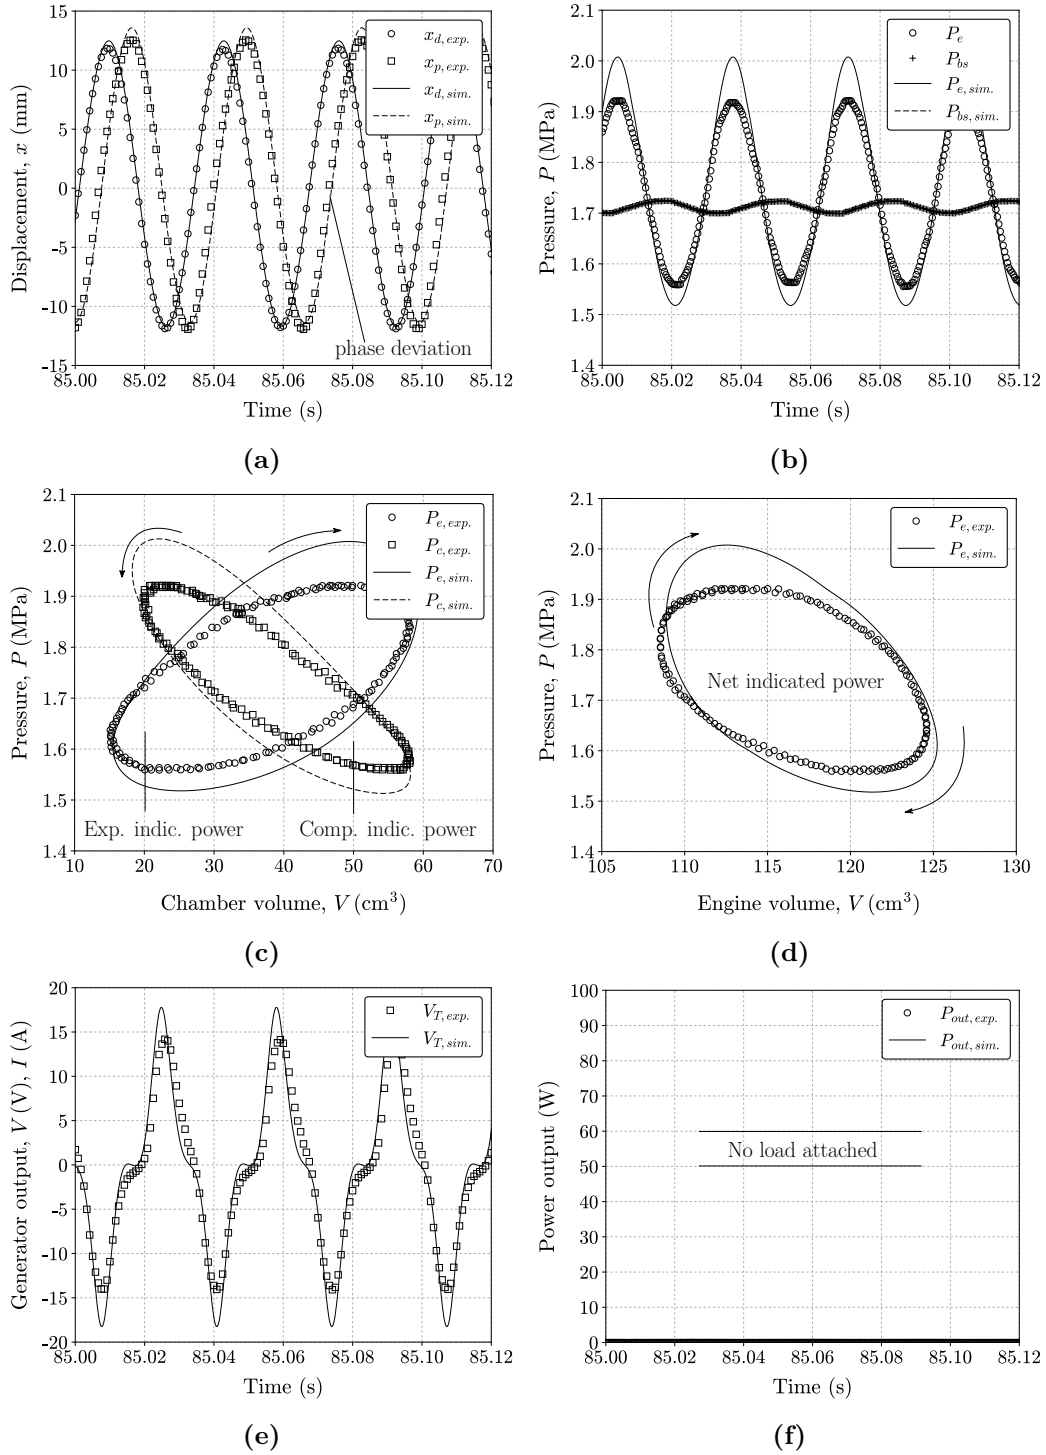 15
10
5
0
-5
-10
-15
85.00 85.02 85.04 85.06 85.08 85.10 85.12
Displacement, x (mm)
Time (s)
x_{d,exp.}
x_{p,exp.}
x_{d,sim.}
x_{p,sim.}
phase deviation
(a)
2.1
2.0
1.9
1.8
1.7
1.6
1.5
1.4
85.00 85.02 85.04 85.06 85.08 85.10 85.12
Pressure, P (MPa)
Time (s)
P_e
P_{bs}
P_{e,sim.}
P_{bs,sim.}
(b)
2.1
2.0
1.9
1.8
1.7
1.6
1.5
1.4
10 20 30 40 50 60 70
Pressure, P (MPa)
Chamber volume, V (cm³)
P_{e,exp.}
P_{c,exp.}
P_{e,sim.}
P_{c,sim.}
Exp. indic. power
Comp. indic. power
(c)
2.1
2.0
1.9
1.8
1.7
1.6
1.5
1.4
105 110 115 120 125 130
Pressure, P (MPa)
Engine volume, V (cm³)
P_{e,exp.}
P_{e,sim.}
Net indicated power
(d)
20
15
10
5
0
-5
-10
-15
-20
85.00 85.02 85.04 85.06 85.08 85.10 85.12
Generator output, V (V), I (A)
Time (s)
V_{T,exp.}
V_{T,sim.}
(e)
100
90
80
70
60
50
40
30
20
10
0
85.00 85.02 85.04 85.06 85.08 85.10 85.12
Power output (W)
Time (s)
P_{out,exp.}
P_{out,sim.}
No load attached
(f)